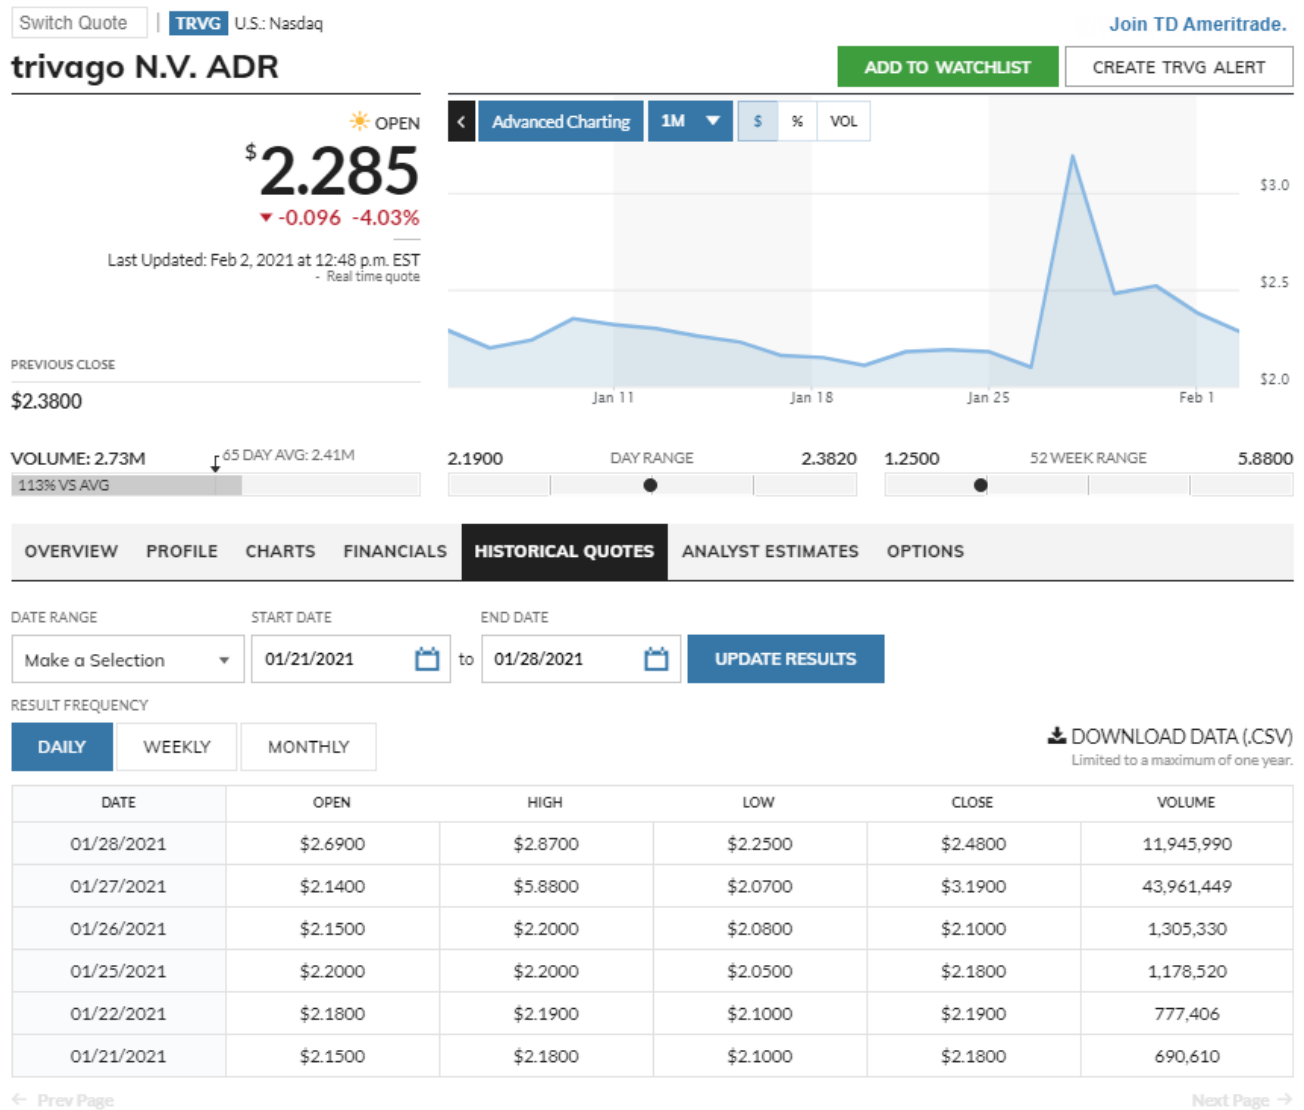 Switch Quote | TRVG U.S.: Nasdaq
Join TD Ameritrade.
trivago N.V. ADR
ADD TO WATCHLIST CREATE TRVG ALERT
OPEN
$2.285
-0.096 -4.03%
Last Updated: Feb 2, 2021 at 12:48 p.m. EST
- Real time quote
PREVIOUS CLOSE
$2.3800
< Advanced Charting 1M $ % VOL
$3.0
$2.5
$2.0
Jan 11 Jan 18 Jan 25 Feb 1
VOLUME: 2.73M 65 DAY AVG: 2.41M
113% VS AVG
2.1900 DAY RANGE 2.3820
1.2500 52 WEEK RANGE 5.8800
OVERVIEW PROFILE CHARTS FINANCIALS HISTORICAL QUOTES ANALYST ESTIMATES OPTIONS
DATE RANGE START DATE END DATE
Make a Selection 01/21/2021 to 01/28/2021 UPDATE RESULTS
RESULT FREQUENCY
DAILY WEEKLY MONTHLY
DOWNLOAD DATA (.CSV)
Limited to a maximum of one year.
DATE OPEN HIGH LOW CLOSE VOLUME
01/28/2021 $2.6900 $2.8700 $2.2500 $2.4800 11,945,990
01/27/2021 $2.1400 $5.8800 $2.0700 $3.1900 43,961,449
01/26/2021 $2.1500 $2.2000 $2.0800 $2.1000 1,305,330
01/25/2021 $2.2000 $2.2000 $2.0500 $2.1800 1,178,520
01/22/2021 $2.1800 $2.1900 $2.1000 $2.1900 777,406
01/21/2021 $2.1500 $2.1800 $2.1000 $2.1800 690,610
← Prev Page Next Page →